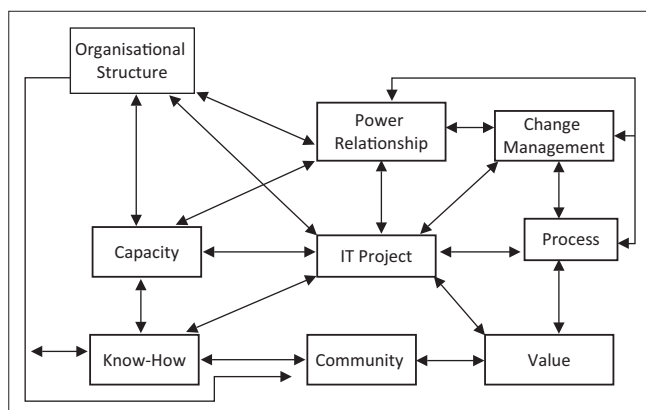 Organisational
Structure
Power
Relationship
Change
Management
Capacity
IT Project
Process
Know-How
Community
Value